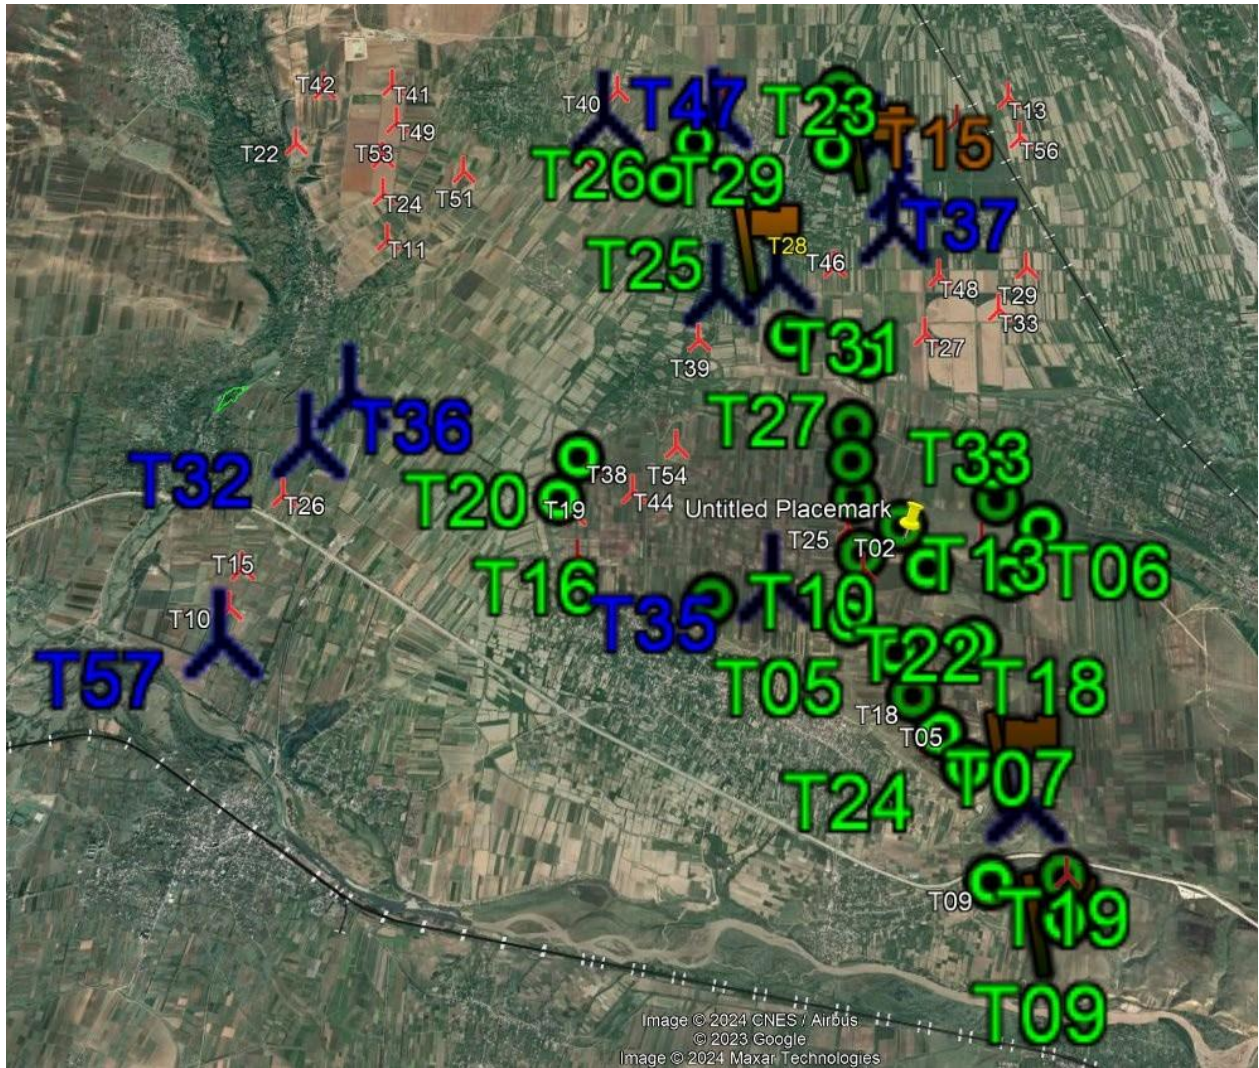 T42
T41
T40
T47
T23
T13
T49
T15
T56
T22
T53
T26
T29
T51
T24
T37
T11
T25
T28
T46
T48
T29
T33
T27
T31
T39
T36
T27
T33
T32
T38
T54
T20
T44
T26
T19
Untitled Placemark
T25
T02
T13
T06
T15
T16
T10
T10
T35
T22
T57
T05
T18
T18
T05
T07
T24
T09
T19
T09
Image © 2024 CNES / Airbus
© 2023 Google
Image © 2024 Maxar Technologies